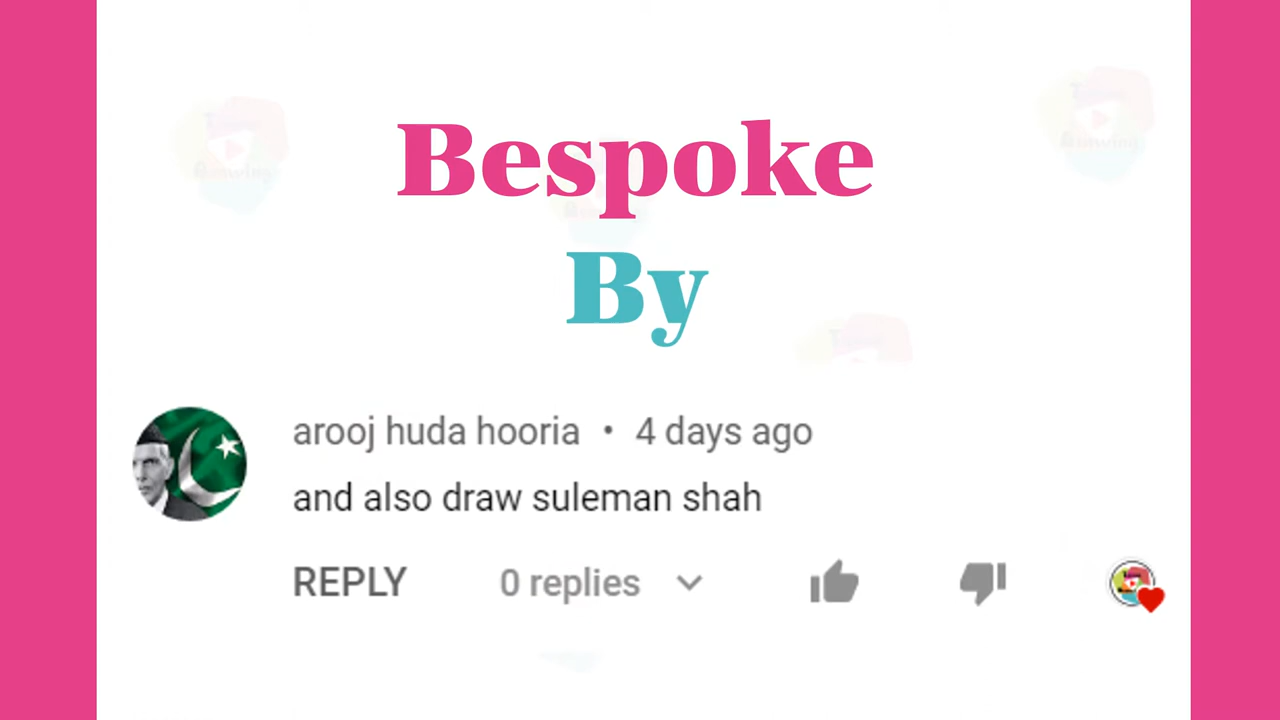 Bespoke
By
arooj huda hooria • 4 days ago
and also draw suleman shah
REPLY 0 replies